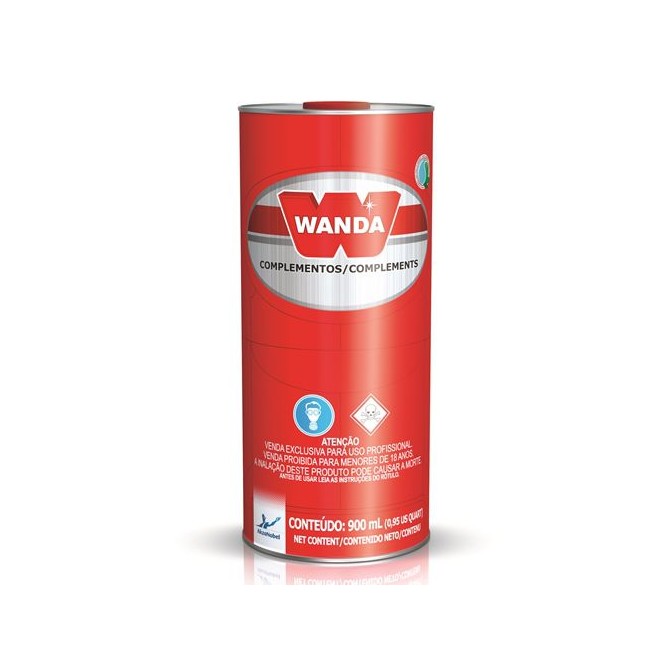 WANDA
COMPLEMENTOS/COMPLEMENTS
ATENÇÃO
VENDA EXCLUSIVA PARA USO PROFISSIONAL.
VENDA PROIBIDA PARA MENORES DE 18 ANOS.
A INALAÇÃO DESTE PRODUTO PODE CAUSAR A MORTE.
ANTES DE USAR LEIA AS INSTRUÇÕES DO RÓTULO.
AkzoNobel
CONTEÚDO: 900 mL (0,95 US QUART)
NET CONTENT/CONTENIDO NETO/CONTENU